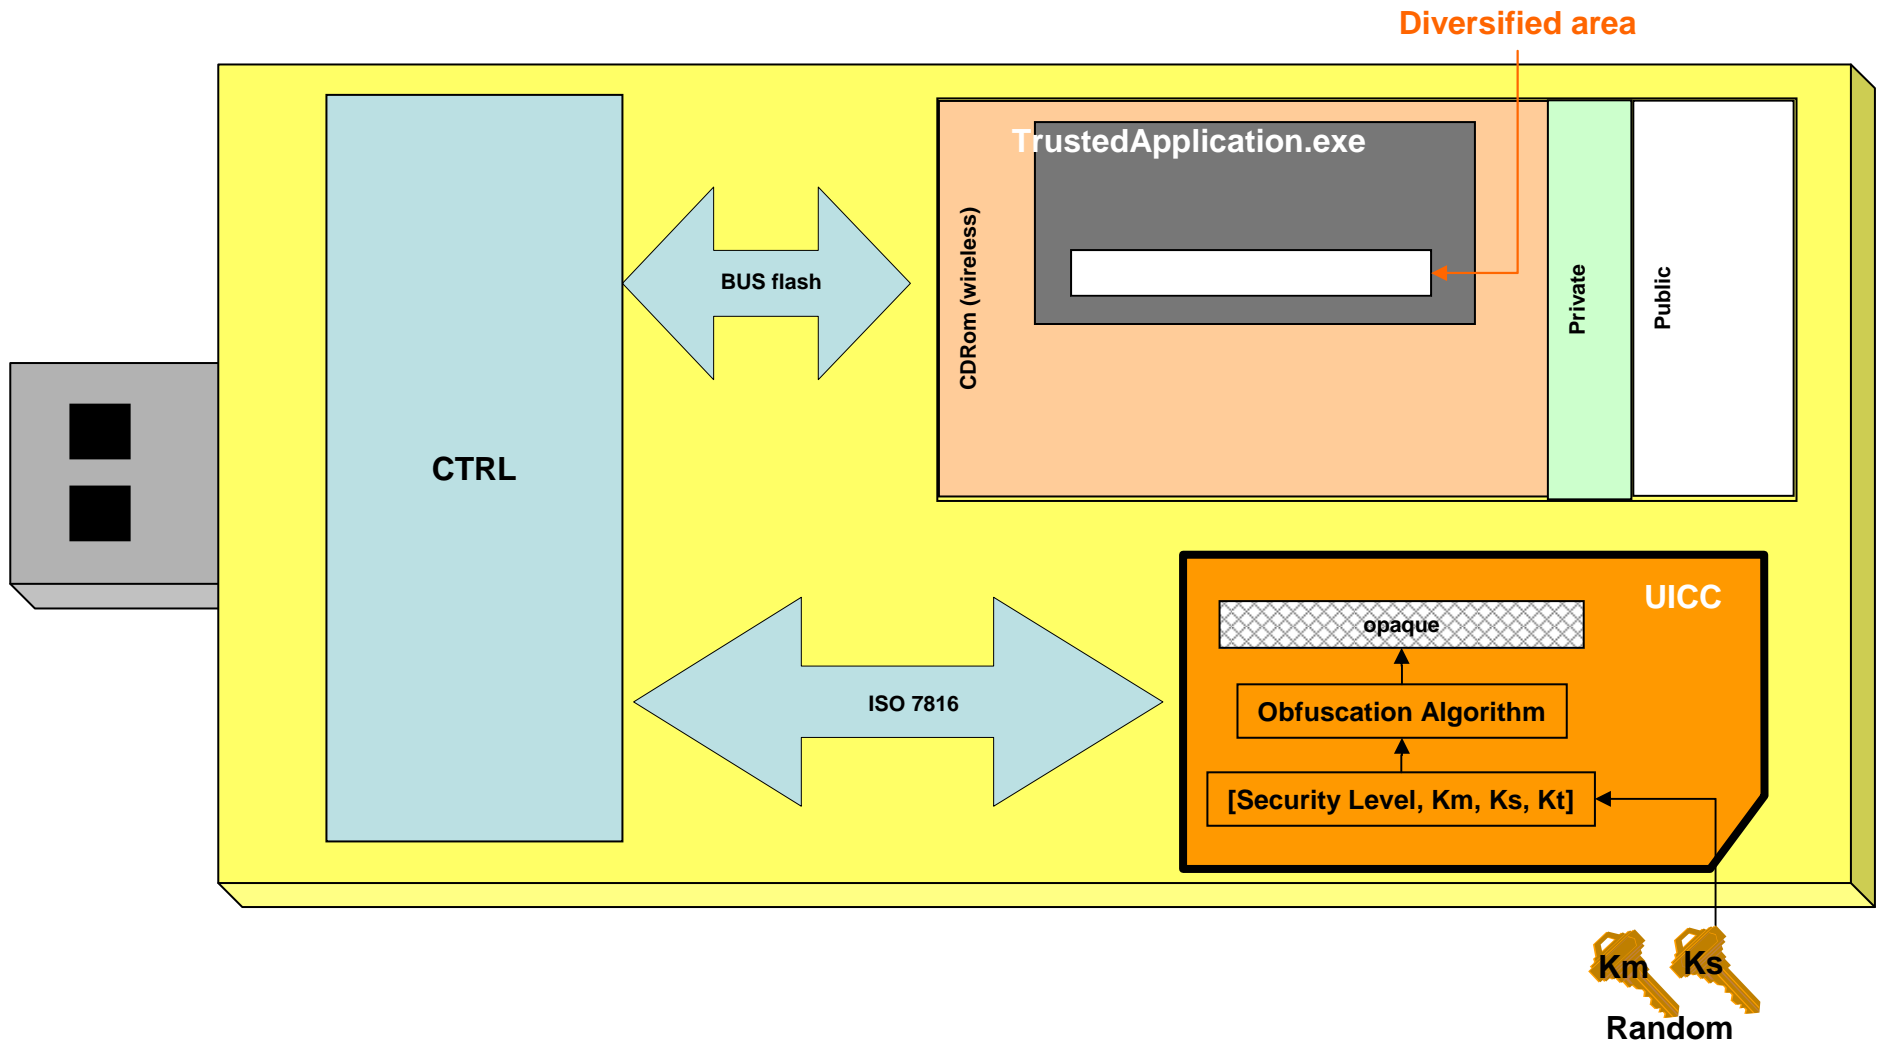 Diversified area
TrustedApplication.exe
CDRom (wireless)
Private
Public
BUS flash
CTRL
ISO 7816
UICC
opaque
Obfuscation Algorithm
[Security Level, Km, Ks, Kt]
Km
Ks
Random